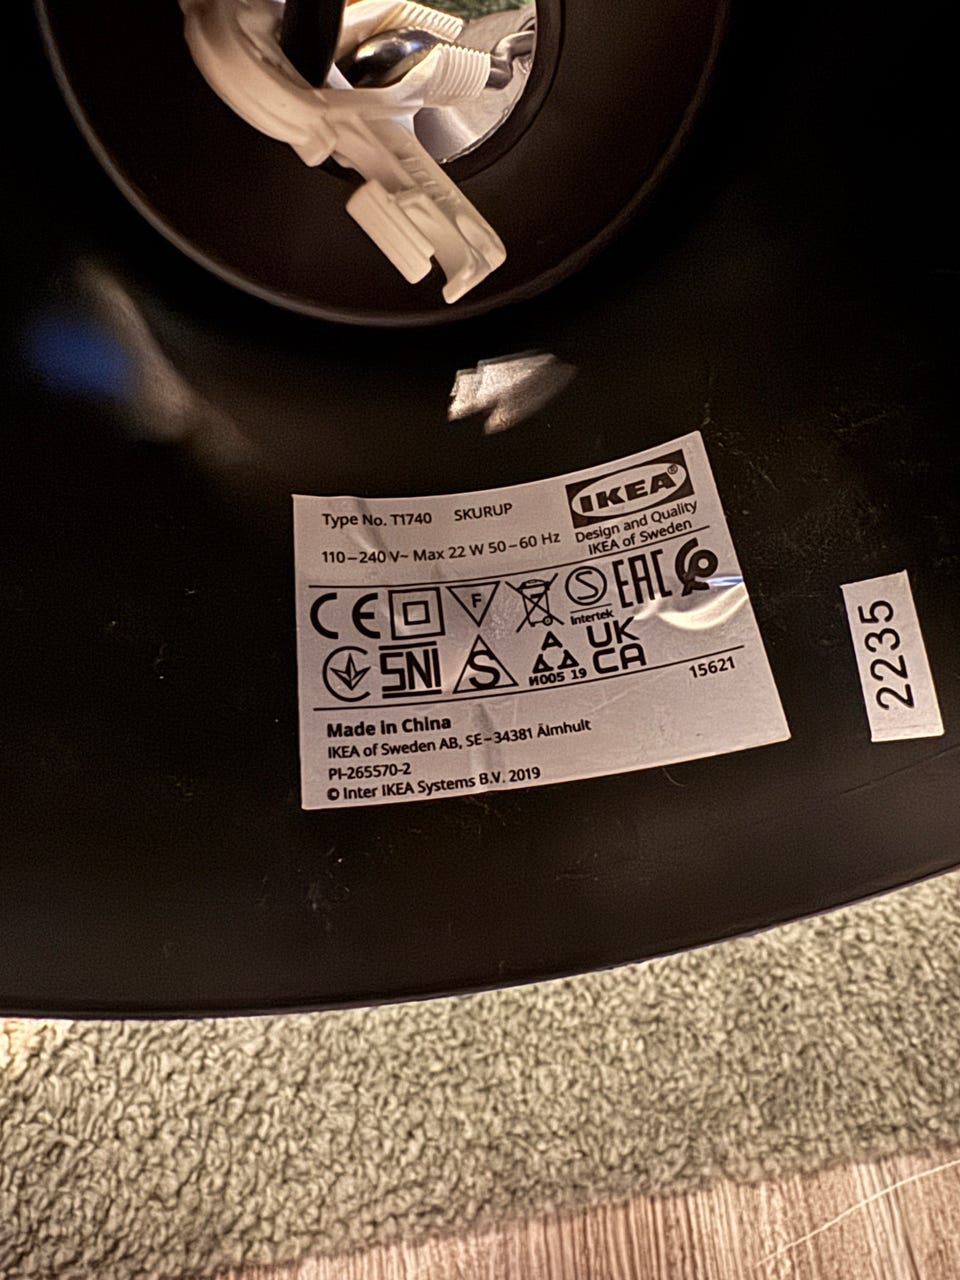 Type No. T1740 SKURUP
110-240 V~ Max 22 W 50-60 Hz
IKEA®
Design and Quality
IKEA of Sweden
CE F S Intertek EAC
SNI S И005 19 UK CA
15621
Made in China
IKEA of Sweden AB, SE-34381 Älmhult
PI-265570-2
© Inter IKEA Systems B.V. 2019
2235